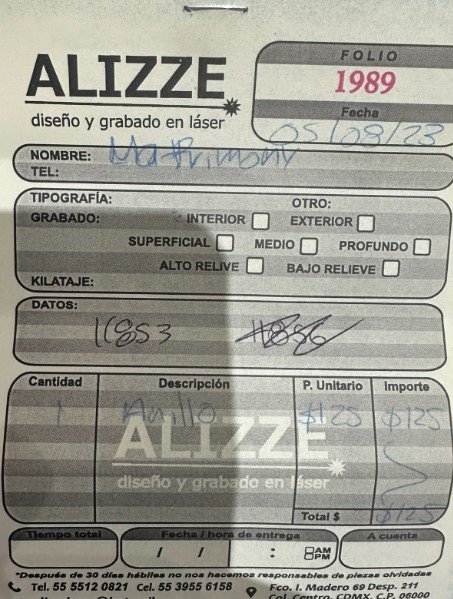 ALIZZE
diseño y grabado en láser
FOLIO
1989
Fecha
05/08/23
NOMBRE: Matrimony
TEL:
TIPOGRAFÍA: OTRO:
GRABADO: INTERIOR EXTERIOR
SUPERFICIAL MEDIO PROFUNDO
ALTO RELIVE BAJO RELIEVE
KILATAJE:
DATOS:
K853 #886
Cantidad Descripción P. Unitario Importe
1 Anillo $125 $125
ALIZZE
diseño y grabado en láser
Total $ $125
Tiempo total Fecha / hora de entrega A cuenta
/ / : AM
PM
*Después de 30 días hábiles no nos hacemos responsables de piezas olvidadas
Tel. 55 5512 0821 Cel. 55 3955 6158 Fco. I. Madero 69 Desp. 211
Col. Centro, CDMX, C.P. 06000